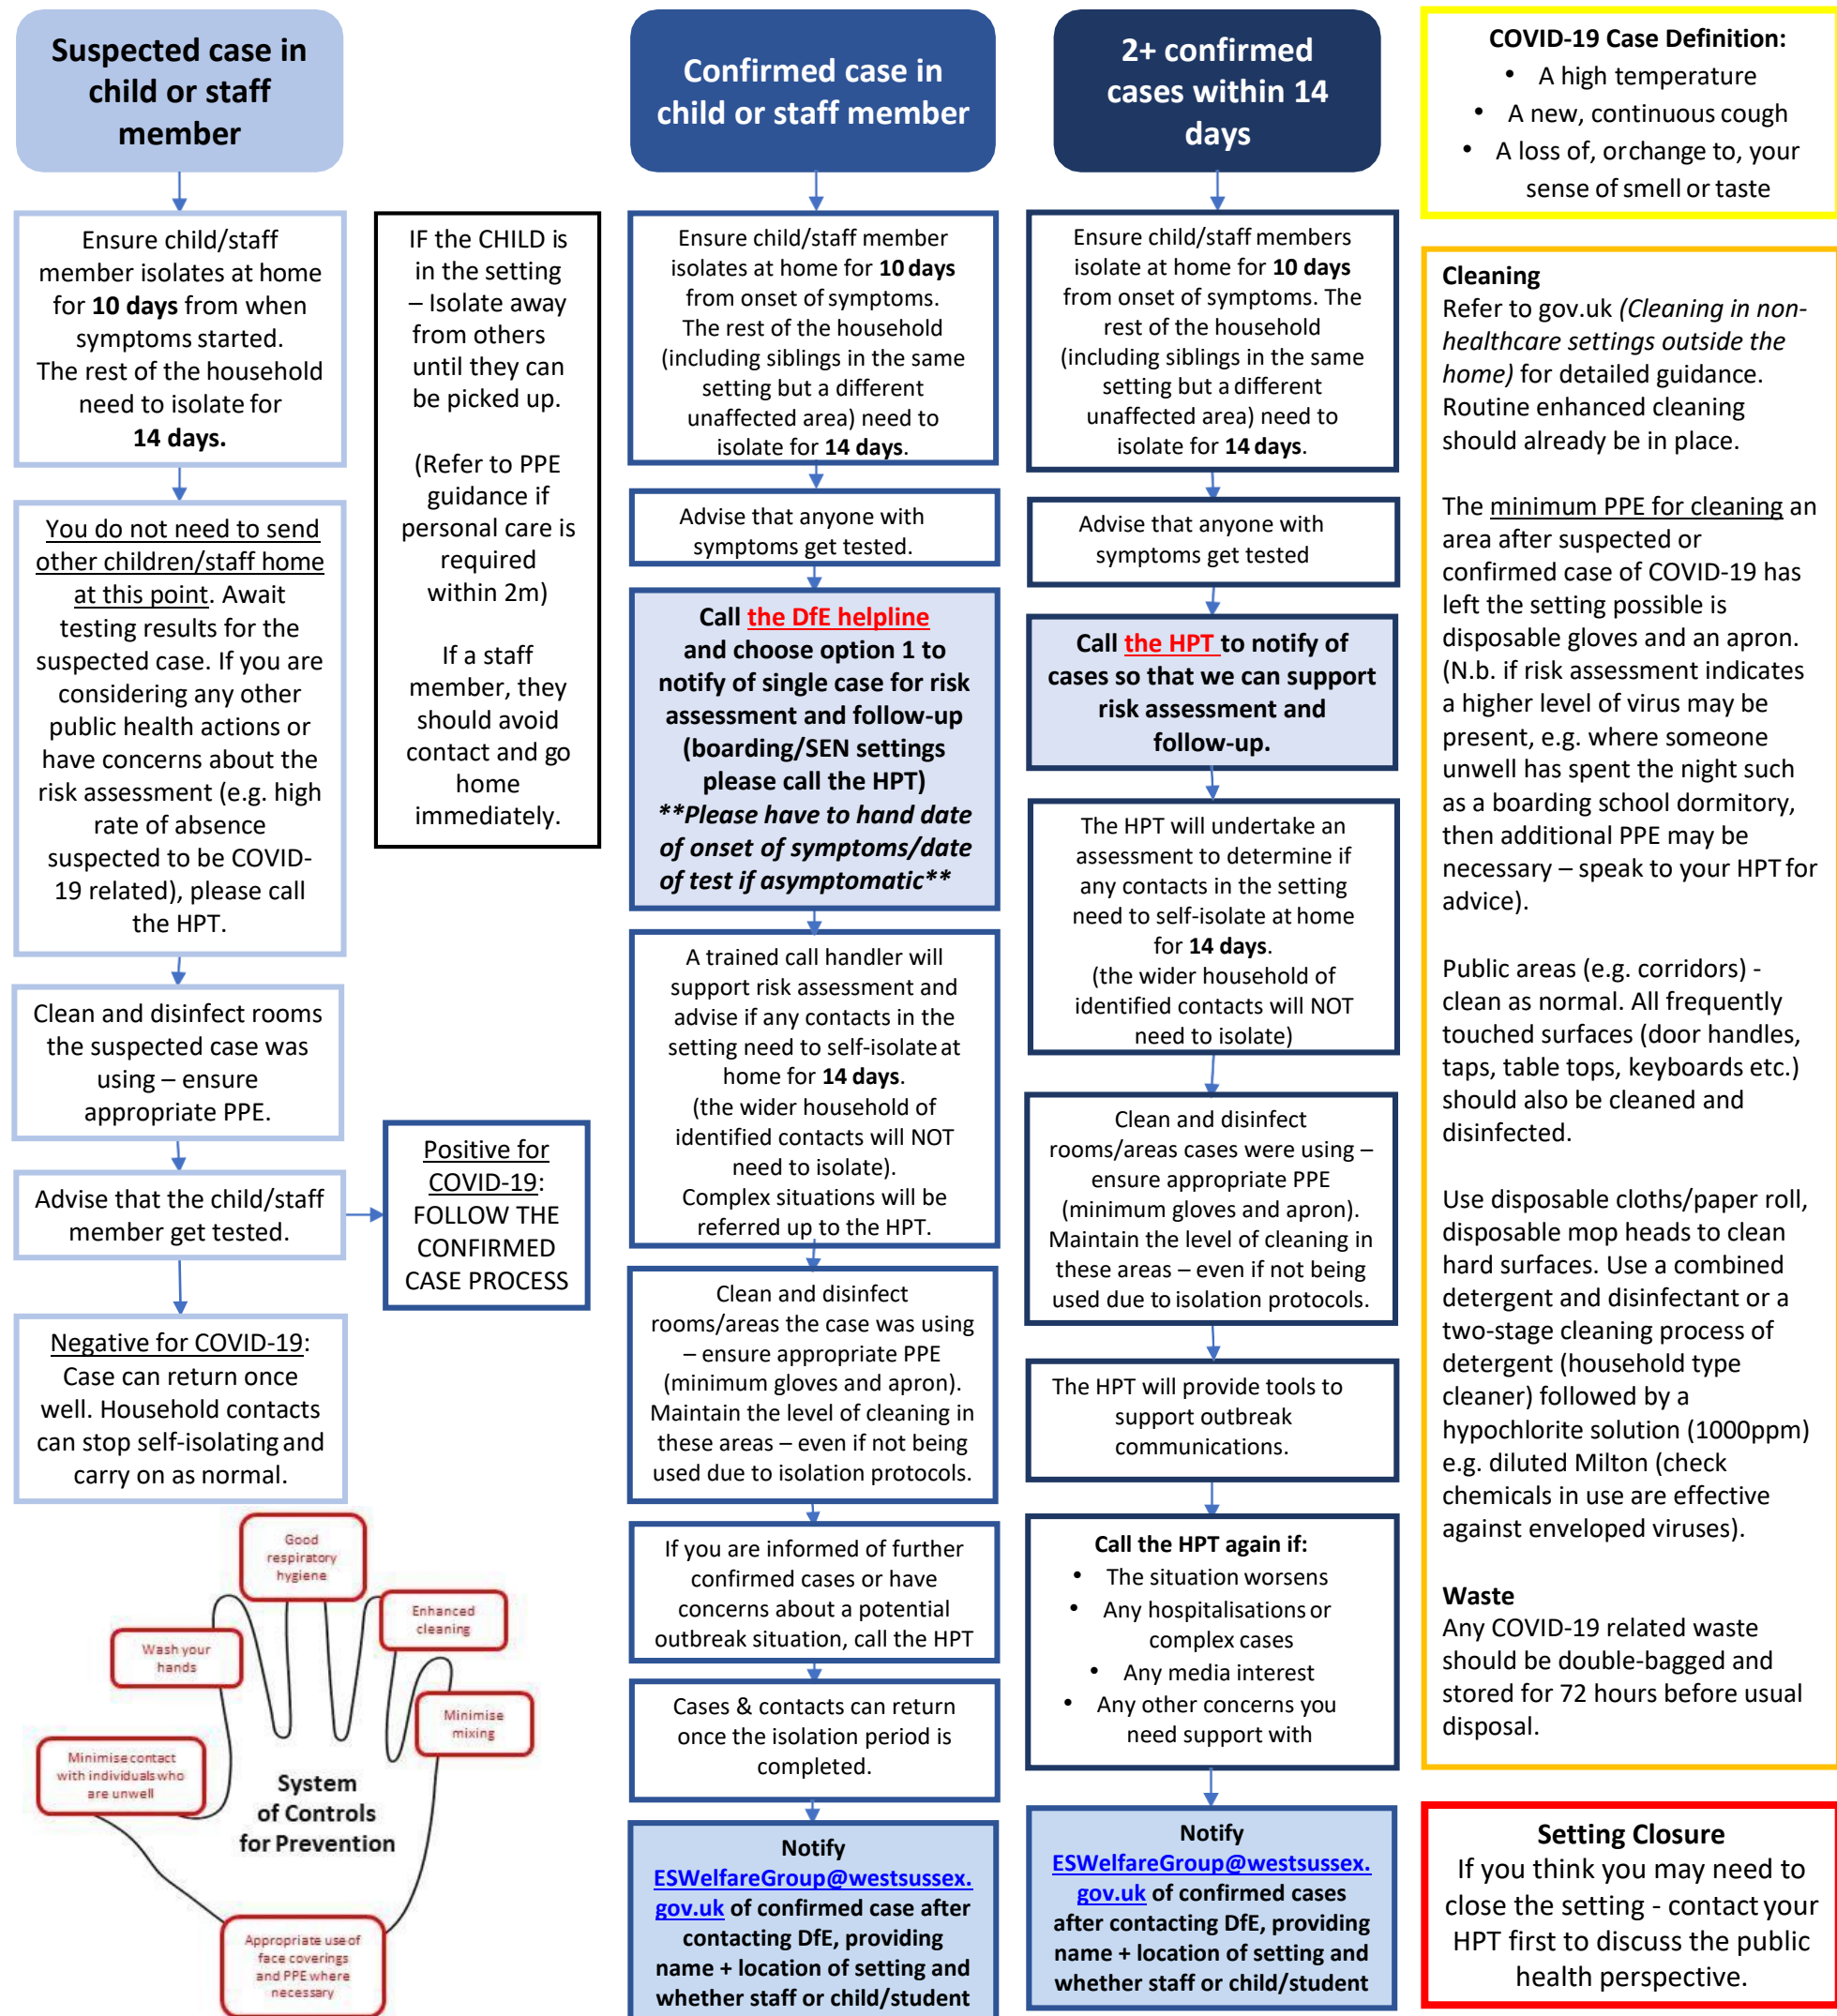 Suspected case in
child or staff
member
Ensure child/staff
member isolates at home
for 10 days from when
symptoms started.
The rest of the household
need to isolate for
14 days.
You do not need to send
other children/staff home
at this point. Await
testing results for the
suspected case. If you are
considering any other
public health actions or
have concerns about the
risk assessment (e.g. high
rate of absence
suspected to be COVID-
19 related), please call
the HPT.
Clean and disinfect rooms
the suspected case was
using – ensure
appropriate PPE.
Advise that the child/staff
member get tested.
Negative for COVID-19:
Case can return once
well. Household contacts
can stop self-isolating and
carry on as normal.
IF the CHILD is
in the setting
– Isolate away
from others
until they can
be picked up.
(Refer to PPE
guidance if
personal care is
required
within 2m)
If a staff
member, they
should avoid
contact and go
home
immediately.
Positive for
COVID-19:
FOLLOW THE
CONFIRMED
CASE PROCESS
Good
respiratory
hygiene
Enhanced
cleaning
Wash your
hands
Minimise
mixing
Minimise contact
with individuals who
are unwell
System
of Controls
for Prevention
Appropriate use of
face coverings
and PPE where
necessary
Confirmed case in
child or staff member
Ensure child/staff member
isolates at home for 10 days
from onset of symptoms.
The rest of the household
(including siblings in the same
setting but a different
unaffected area) need to
isolate for 14 days.
Advise that anyone with
symptoms get tested.
Call the DfE helpline
and choose option 1 to
notify of single case for risk
assessment and follow-up
(boarding/SEN settings
please call the HPT)
**Please have to hand date
of onset of symptoms/date
of test if asymptomatic**
A trained call handler will
support risk assessment and
advise if any contacts in the
setting need to self-isolate at
home for 14 days.
(the wider household of
identified contacts will NOT
need to isolate).
Complex situations will be
referred up to the HPT.
Clean and disinfect
rooms/areas the case was using
– ensure appropriate PPE
(minimum gloves and apron).
Maintain the level of cleaning in
these areas – even if not being
used due to isolation protocols.
If you are informed of further
confirmed cases or have
concerns about a potential
outbreak situation, call the HPT
Cases & contacts can return
once the isolation period is
completed.
Notify
ESWelfareGroup@westsussex.
gov.uk of confirmed case after
contacting DfE, providing
name + location of setting and
whether staff or child/student
2+ confirmed
cases within 14
days
Ensure child/staff members
isolate at home for 10 days
from onset of symptoms. The
rest of the household
(including siblings in the same
setting but a different
unaffected area) need to
isolate for 14 days.
Advise that anyone with
symptoms get tested
Call the HPT to notify of
cases so that we can support
risk assessment and
follow-up.
The HPT will undertake an
assessment to determine if
any contacts in the setting
need to self-isolate at home
for 14 days.
(the wider household of
identified contacts will NOT
need to isolate)
Clean and disinfect
rooms/areas cases were using –
ensure appropriate PPE
(minimum gloves and apron).
Maintain the level of cleaning in
these areas – even if not being
used due to isolation protocols.
The HPT will provide tools to
support outbreak
communications.
Call the HPT again if:
• The situation worsens
• Any hospitalisations or
complex cases
• Any media interest
• Any other concerns you
need support with
Notify
ESWelfareGroup@westsussex.
gov.uk of confirmed cases
after contacting DfE, providing
name + location of setting and
whether staff or child/student
COVID-19 Case Definition:
• A high temperature
• A new, continuous cough
• A loss of, orchange to, your
sense of smell or taste
Cleaning
Refer to gov.uk (Cleaning in non-
healthcare settings outside the
home) for detailed guidance.
Routine enhanced cleaning
should already be in place.
The minimum PPE for cleaning an
area after suspected or
confirmed case of COVID-19 has
left the setting possible is
disposable gloves and an apron.
(N.b. if risk assessment indicates
a higher level of virus may be
present, e.g. where someone
unwell has spent the night such
as a boarding school dormitory,
then additional PPE may be
necessary – speak to your HPT for
advice).
Public areas (e.g. corridors) -
clean as normal. All frequently
touched surfaces (door handles,
taps, table tops, keyboards etc.)
should also be cleaned and
disinfected.
Use disposable cloths/paper roll,
disposable mop heads to clean
hard surfaces. Use a combined
detergent and disinfectant or a
two-stage cleaning process of
detergent (household type
cleaner) followed by a
hypochlorite solution (1000ppm)
e.g. diluted Milton (check
chemicals in use are effective
against enveloped viruses).
Waste
Any COVID-19 related waste
should be double-bagged and
stored for 72 hours before usual
disposal.
Setting Closure
If you think you may need to
close the setting - contact your
HPT first to discuss the public
health perspective.